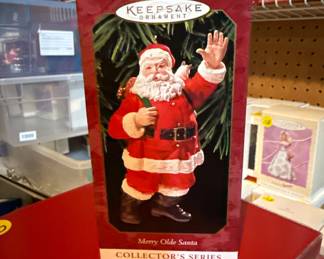 KEEPSAKE
ORNAMENT
Merry Olde Santa
COLLECTOR'S SERIES